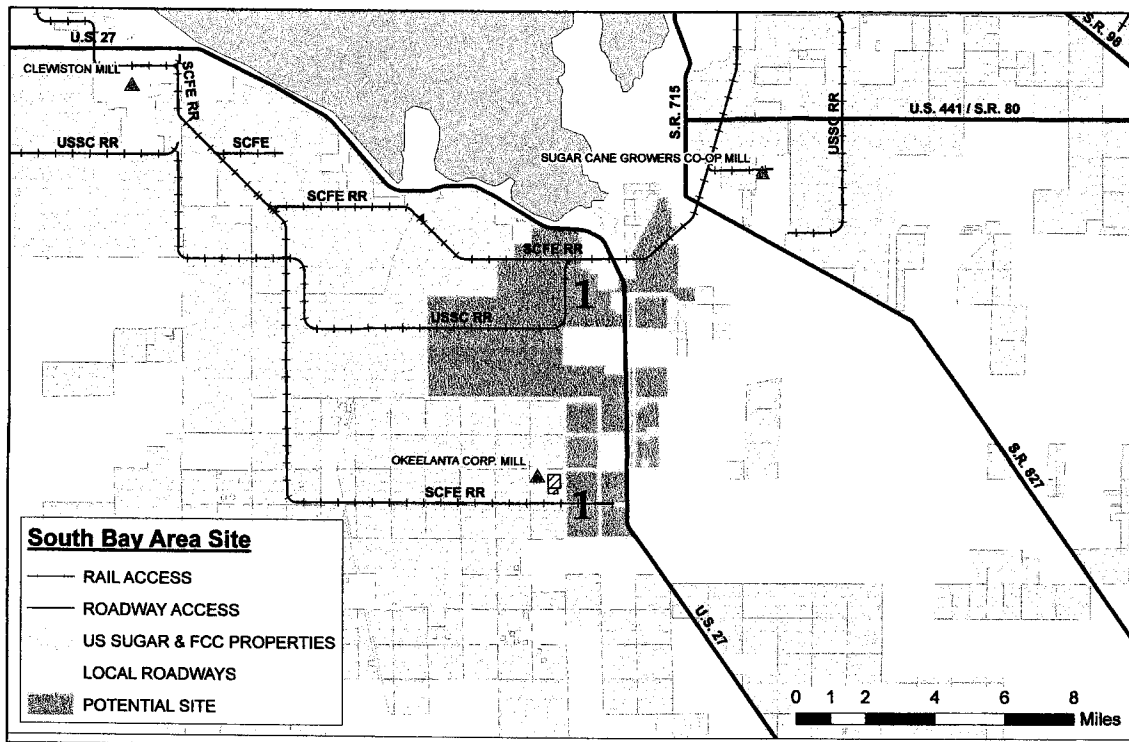 U.S. 27
S.R. 98
CLEWISTON MILL
SCFE RR
S.R. 715
USSC RR
U.S. 441 / S.R. 80
USSC RR
SCFE
SUGAR CANE GROWERS CO-OP MILL
SCFE RR
SCFE RR
1
USSC RR
OKEELANTA CORP. MILL
S.R. 827
SCFE RR
1
South Bay Area Site
RAIL ACCESS
ROADWAY ACCESS
US SUGAR & FCC PROPERTIES
LOCAL ROADWAYS
POTENTIAL SITE
U.S. 27
0 1 2 4 6 8
Miles